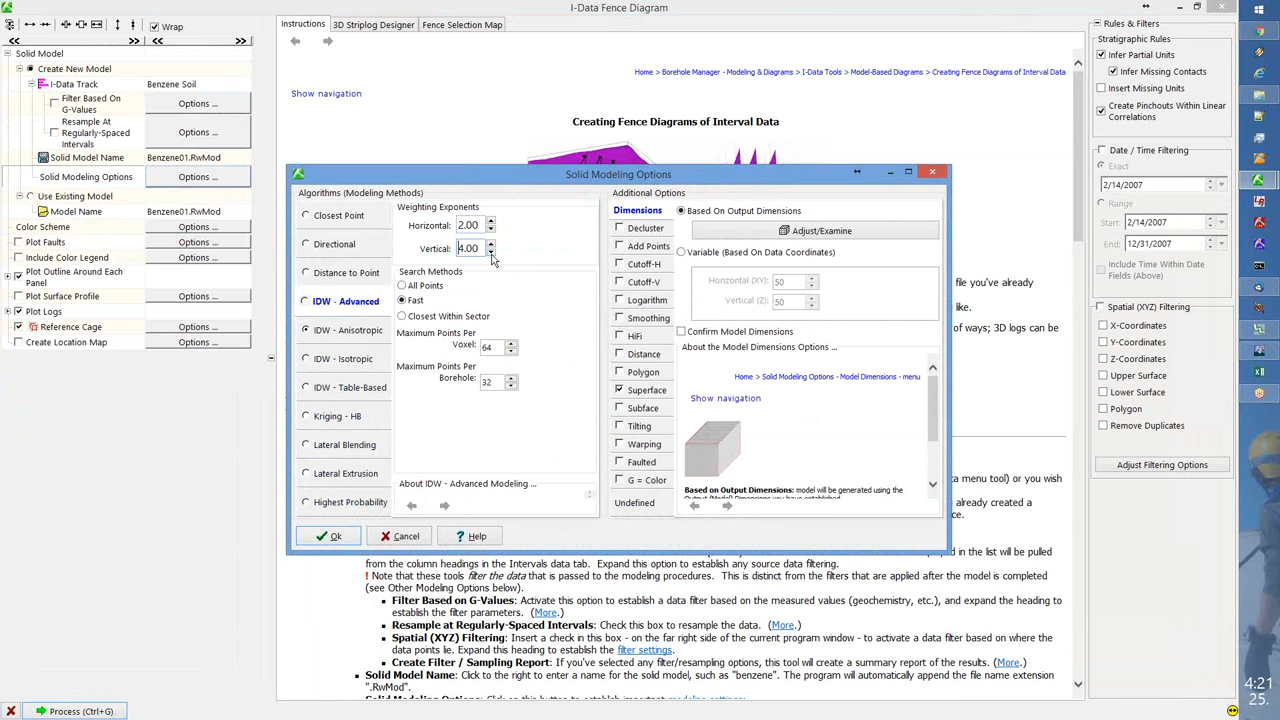 I-Data Fence Diagram
Wrap
<< >> << >>
Solid Model
Create New Model
I-Data Track Benzene Soil
Filter Based On
G-Values
Options ...
Resample At
Regularly-Spaced
Intervals
Options ...
Solid Model Name Benzene01.RwMod
Solid Modeling Options Options ...
Use Existing Model
Model Name Benzene01.RwMod
Color Scheme Options ...
Plot Faults Options ...
Include Color Legend Options ...
Plot Outline Around Each
Panel
Options ...
Plot Surface Profile Options ...
Plot Logs Options ...
Reference Cage Options ...
Create Location Map Options ...
Process (Ctrl+G)
Instructions 3D Striplog Designer Fence Selection Map
Home > Borehole Manager - Modeling & Diagrams > I-Data Tools > Model-Based Diagrams > Creating Fence Diagrams of Interval Data
Show navigation
Creating Fence Diagrams of Interval Data
Solid Modeling Options
Algorithms (Modeling Methods)
Closest Point
Directional
Distance to Point
IDW - Advanced
IDW - Anisotropic
IDW - Isotropic
IDW - Table-Based
Kriging - HB
Lateral Blending
Lateral Extrusion
Highest Probability
Weighting Exponents
Horizontal: 2.00
Vertical: 4.00
Search Methods
All Points
Fast
Closest Within Sector
Maximum Points Per
Voxel: 64
Maximum Points Per
Borehole: 32
About IDW - Advanced Modeling ...
Additional Options
Dimensions
Decluster
Add Points
Cutoff-H
Cutoff-V
Logarithm
Smoothing
HiFi
Distance
Polygon
Superface
Subface
Tilting
Warping
Faulted
G = Color
Undefined
Based On Output Dimensions
Adjust/Examine
Variable (Based On Data Coordinates)
Horizontal (XY): 50
Vertical (Z): 50
Confirm Model Dimensions
About the Model Dimensions Options ...
Home > Solid Modeling Options - Model Dimensions - menu
Show navigation
Based on Output Dimensions: model will be generated using the
Ok Cancel Help
file you've already
like.
of ways; 3D logs can be
ata menu tool) or you wish
already created a
ce.
ed in the list will be pulled
from the column headings in the Intervals data tab. Expand this option to establish any source data filtering.
! Note that these tools filter the data that is passed to the modeling procedures. This is distinct from the filters that are applied after the model is completed
(see Other Modeling Options below).
Filter Based on G-Values: Activate this option to establish a data filter based on the measured values (geochemistry, etc.), and expand the heading to
establish the filter parameters. (More.)
Resample at Regularly-Spaced Intervals: Check this box to resample the data. (More.)
Spatial (XYZ) Filtering: Insert a check in this box - on the far right side of the current program window - to activate a data filter based on where the
data points lie. Expand this heading to establish the filter settings.
Create Filter / Sampling Report: If you've selected any filter/resampling options, this tool will create a summary report of the results. (More.)
Solid Model Name: Click to the right to enter a name for the solid model, such as "benzene". The program will automatically append the file name extension
".RwMod".
Rules & Filters
Stratigraphic Rules
Infer Partial Units
Infer Missing Contacts
Insert Missing Units
Create Pinchouts Within Linear
Correlations
Date / Time Filtering
Exact
2/14/2007
Range
Start: 2/14/2007
End: 12/31/2007
Include Time Within Date
Fields (Above)
Spatial (XYZ) Filtering
X-Coordinates
Y-Coordinates
Z-Coordinates
Upper Surface
Lower Surface
Polygon
Remove Duplicates
Adjust Filtering Options
4:21
25.